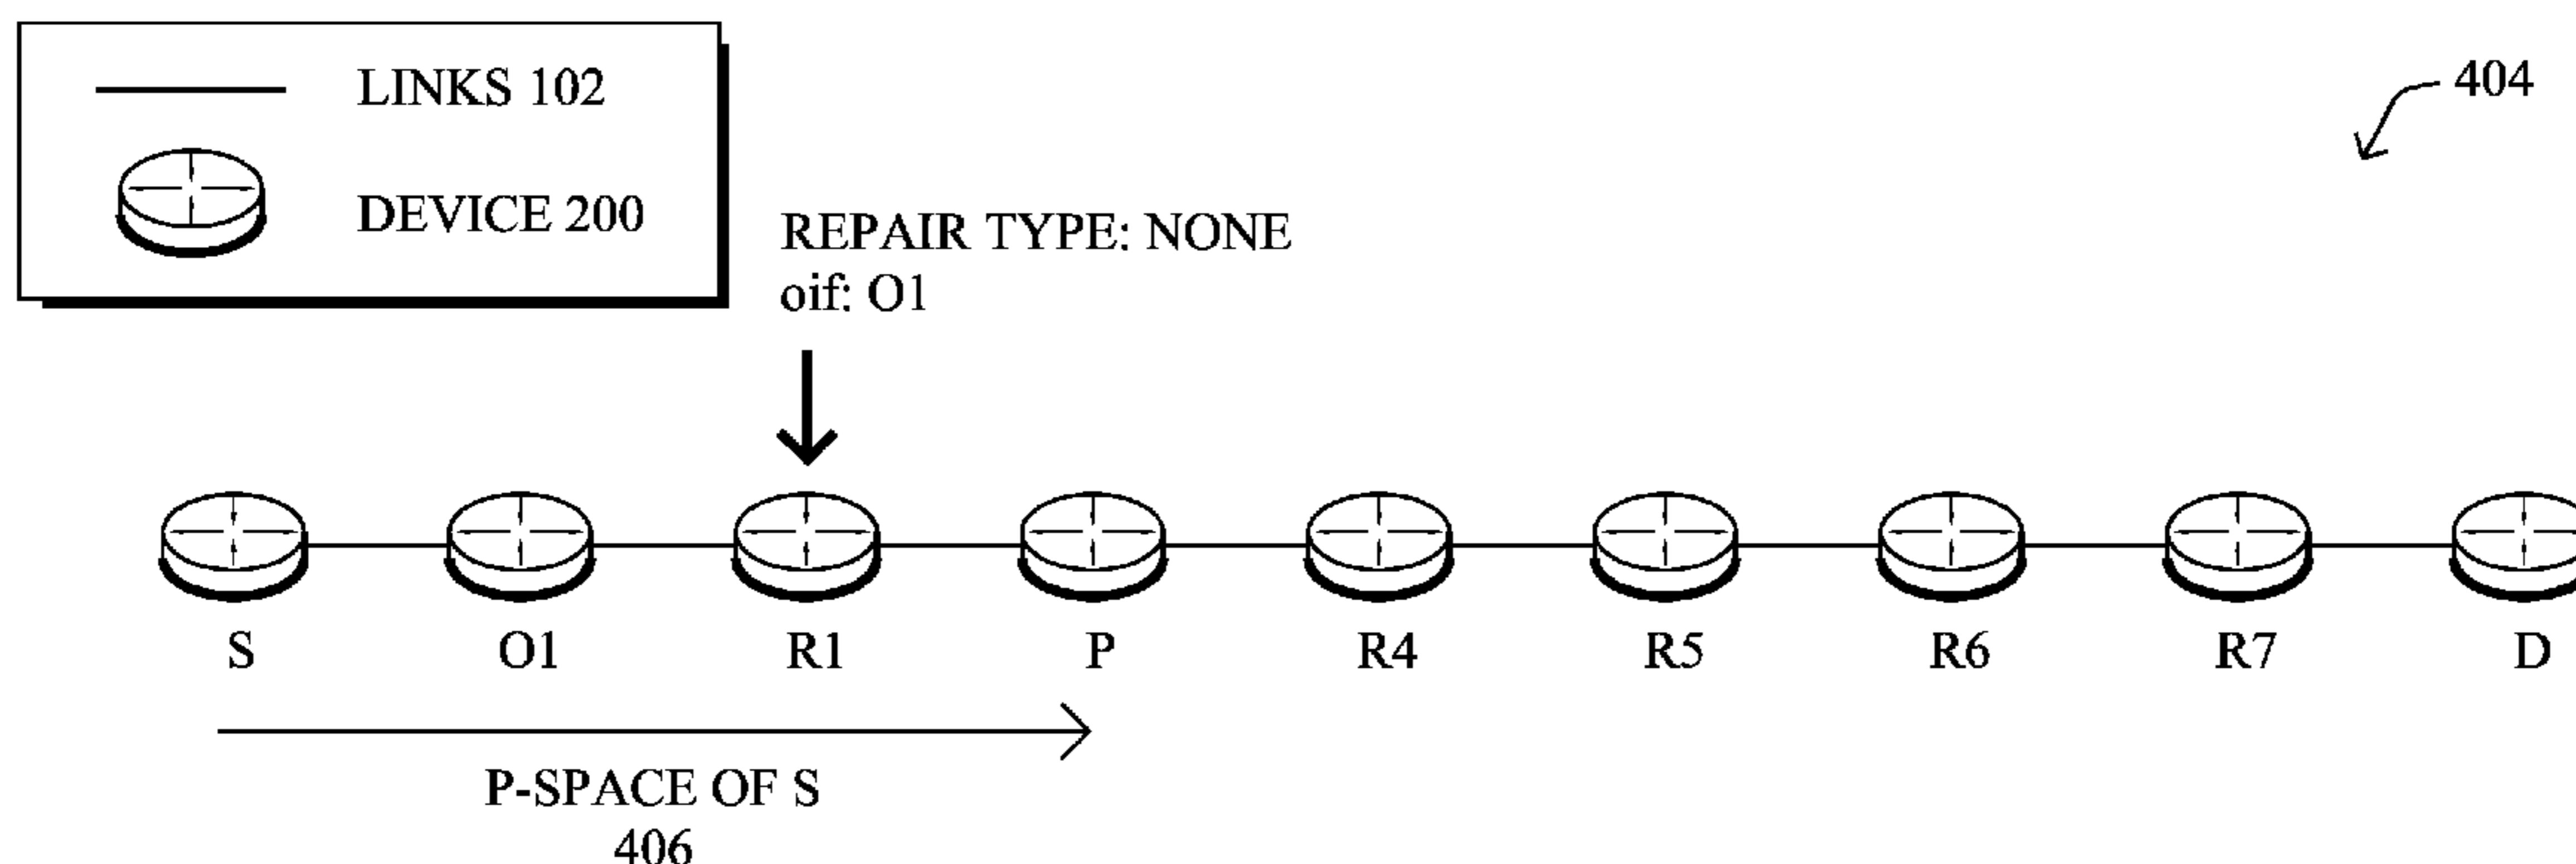 LINKS 102
404
DEVICE 200
REPAIR TYPE: NONE
oif: O1
S O1 R1 P R4 R5 R6 R7 D
P-SPACE OF S
406